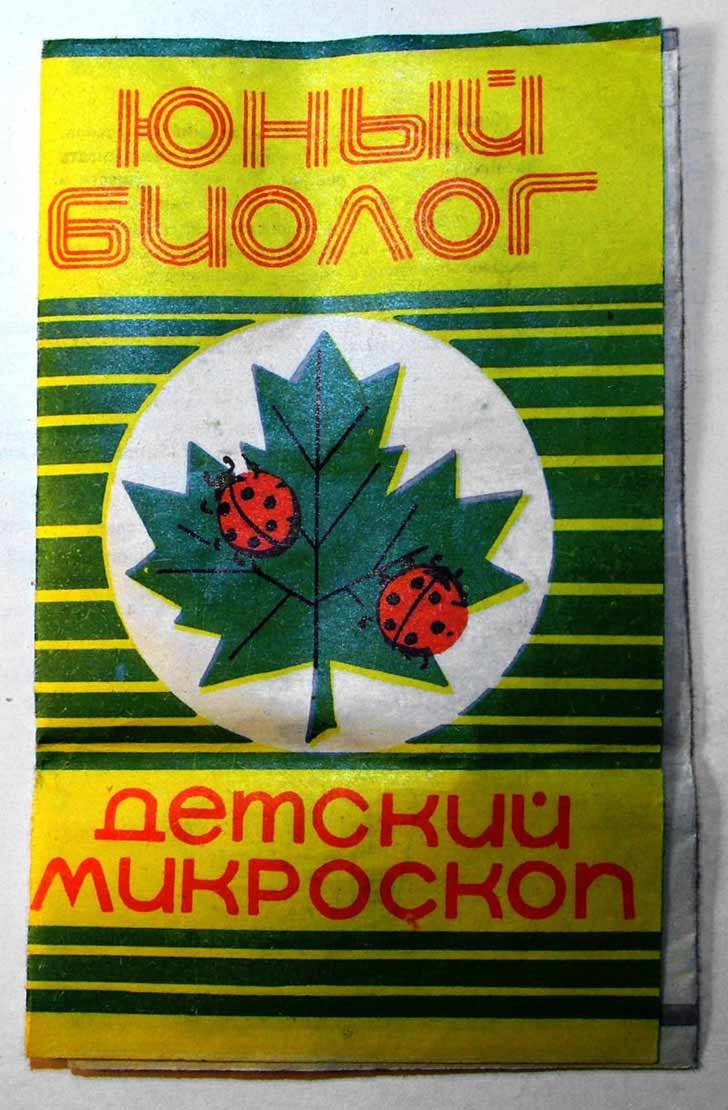 юный
биолог
детский
микроскоп